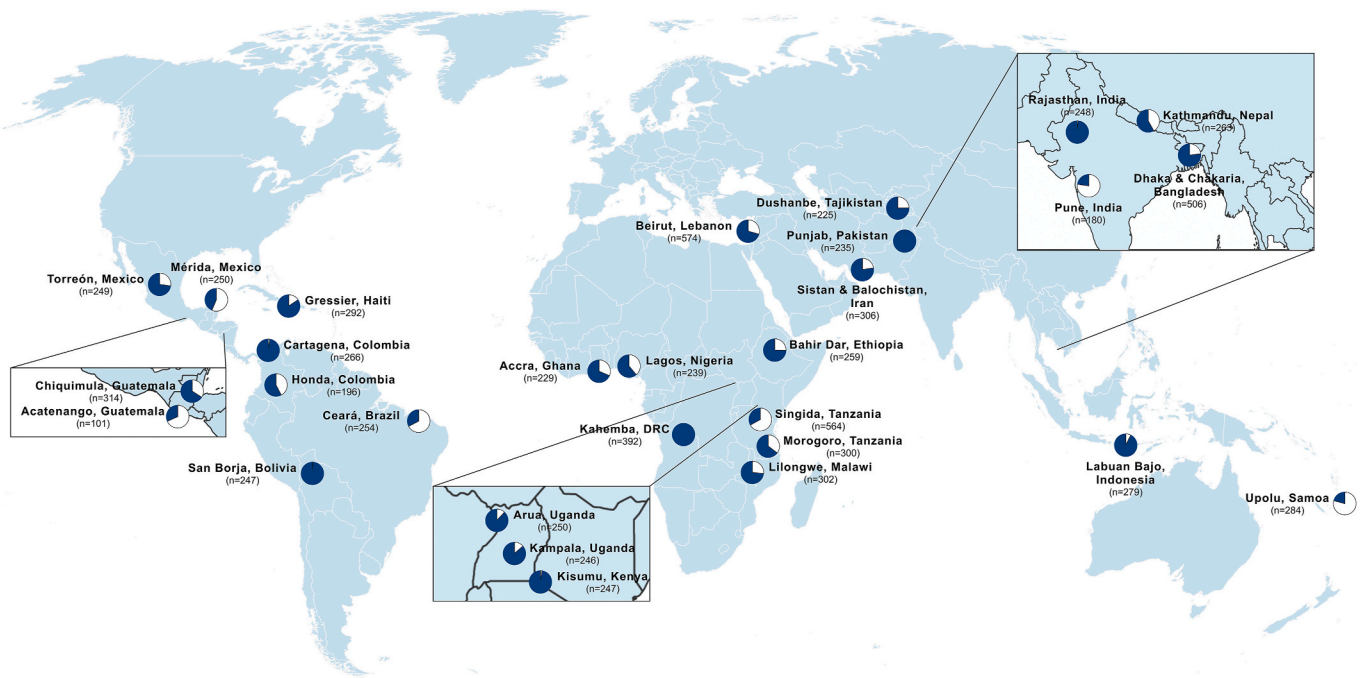 Rajasthan, India
(n=248)
Kathmandu, Nepal
(n=263)
Dhaka & Chakaria,
Bangladesh
(n=506)
Pune, India
(n=180)
Dushanbe, Tajikistan
(n=225)
Beirut, Lebanon
(n=574)
Punjab, Pakistan
(n=235)
Sistan & Balochistan,
Iran
(n=306)
Mérida, Mexico
(n=250)
Torreón, Mexico
(n=249)
Gressier, Haiti
(n=292)
Cartagena, Colombia
(n=266)
Honda, Colombia
(n=196)
Chiquimula, Guatemala
(n=314)
Acatenango, Guatemala
(n=101)
Ceará, Brazil
(n=254)
San Borja, Bolivia
(n=247)
Accra, Ghana
(n=229)
Lagos, Nigeria
(n=239)
Bahir Dar, Ethiopia
(n=259)
Kahemba, DRC
(n=392)
Singida, Tanzania
(n=564)
Morogoro, Tanzania
(n=300)
Lilongwe, Malawi
(n=302)
Arua, Uganda
(n=250)
Kampala, Uganda
(n=246)
Kisumu, Kenya
(n=247)
Labuan Bajo,
Indonesia
(n=279)
Upolu, Samoa
(n=284)